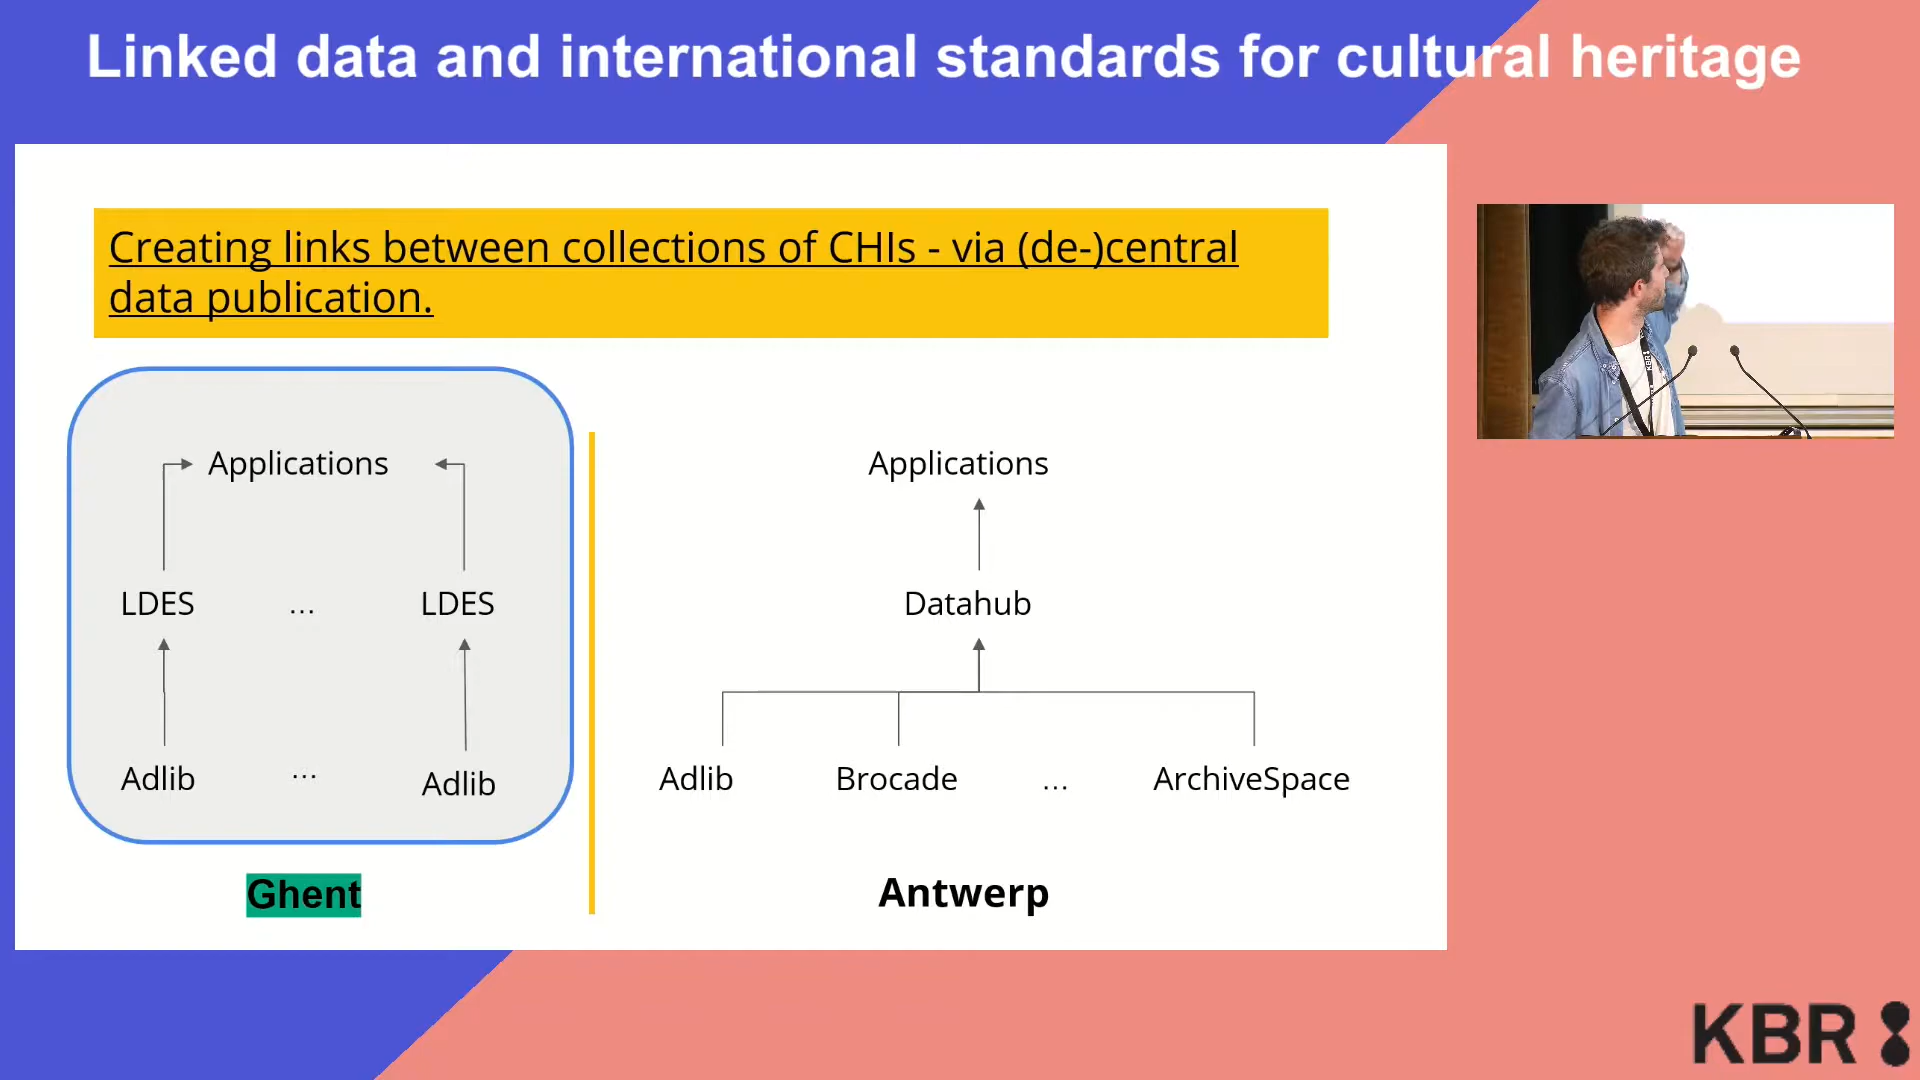 Linked data and international standards for cultural heritage
Creating links between collections of CHIs - via (de-)central
data publication.
Applications
LDES ... LDES
Adlib ... Adlib
Ghent
Applications
Datahub
Adlib Brocade ... ArchiveSpace
Antwerp
KBR